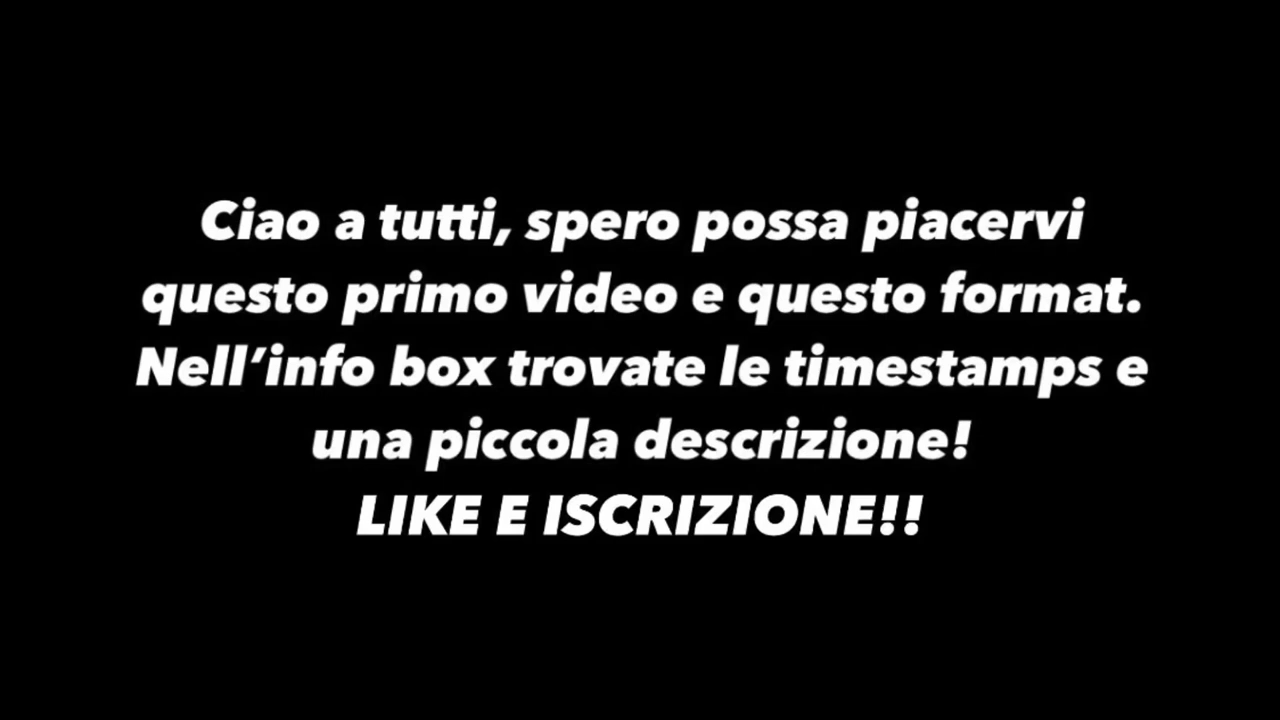 Ciao a tutti, spero possa piacervi
questo primo video e questo format.
Nell’info box trovate le timestamps e
una piccola descrizione!
LIKE E ISCRIZIONE!!